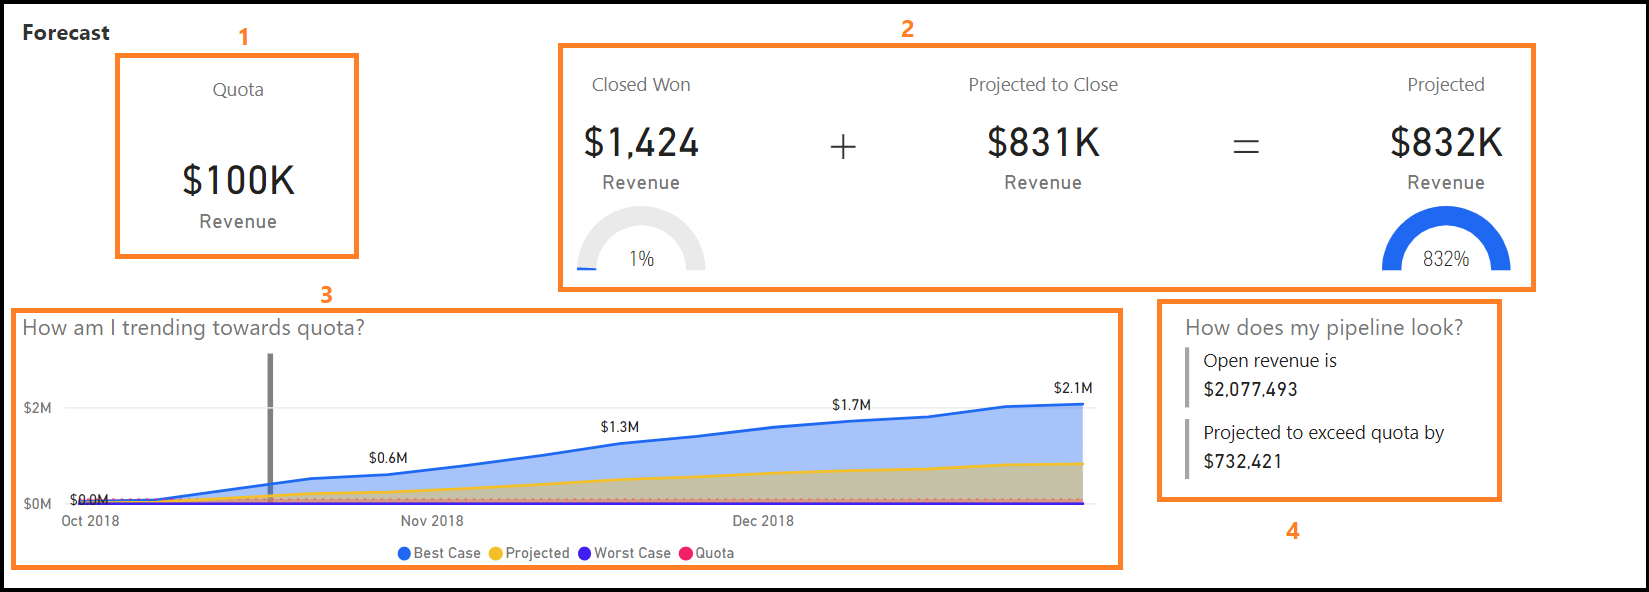 Forecast
1
Quota
$100K
Revenue
2
Closed Won
$1,424
Revenue
1%
+
Projected to Close
$831K
Revenue
=
Projected
$832K
Revenue
832%
3
How am I trending towards quota?
$2M
$0M
$0.0M
$0.6M
$1.3M
$1.7M
$2.1M
Oct 2018
Nov 2018
Dec 2018
Best Case
Projected
Worst Case
Quota
How does my pipeline look?
Open revenue is
$2,077,493
Projected to exceed quota by
$732,421
4